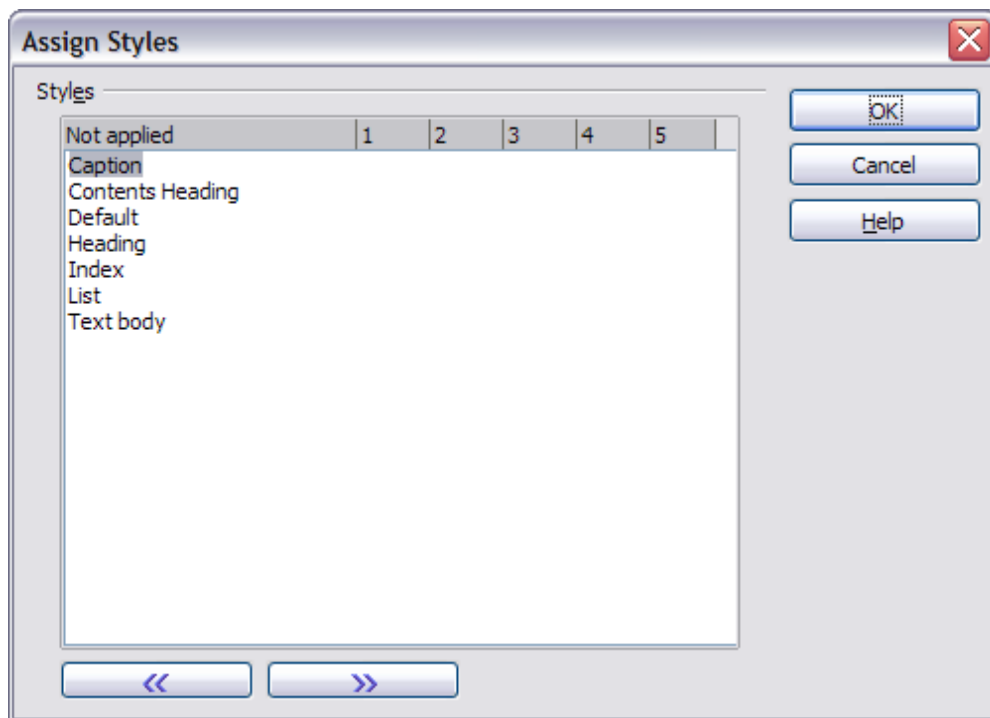 Assign Styles
Styles
OK
Not applied 1 2 3 4 5
Caption
Cancel
Contents Heading
Default
Help
Heading
Index
List
Text body
<< >>